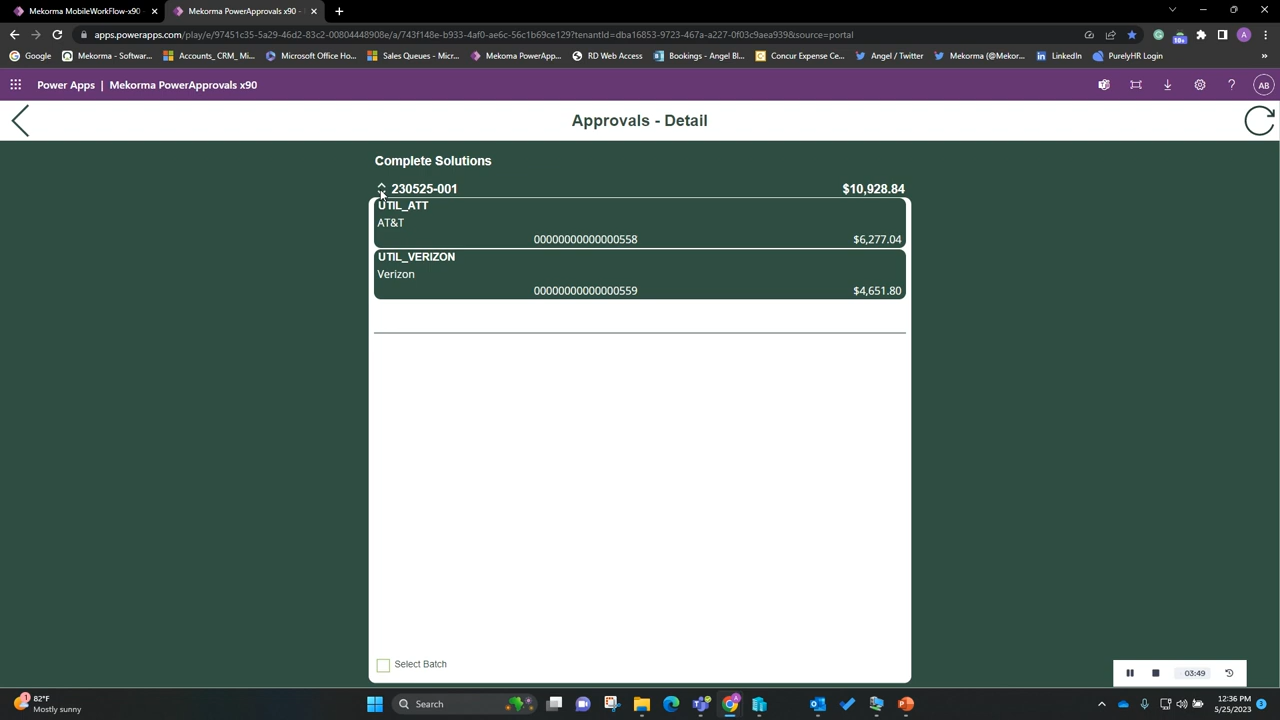 Mekorma MobileWorkFlow-x90
Mekorma PowerApprovals x90 -
apps.powerapps.com/play/e/97451c35-5a29-46d2-83c2-00804448908e/a/743f148e-b933-4af0-ae6c-56c1b69ce129?tenantId=dba16853-9723-467a-a227-0f03c9aea939&source=portal
10+
A
Google
Mekorma - Softwar...
Accounts_CRM_Mi...
Microsoft Office Ho...
Sales Queues - Micr...
Mekorma PowerApp...
RD Web Access
Bookings - Angel Bl...
Concur Expense Ce...
Angel / Twitter
Mekorma (@Mekor...
LinkedIn
PurelyHR Login
Power Apps | Mekorma PowerApprovals x90
AB
Approvals - Detail
Complete Solutions
230525-001 $10,928.84
UTIL_ATT
AT&T
00000000000000558 $6,277.04
UTIL_VERIZON
Verizon
00000000000000559 $4,651.80
Select Batch
03:49
1
82°F
Mostly sunny
Search
12:36 PM
5/25/2023
3